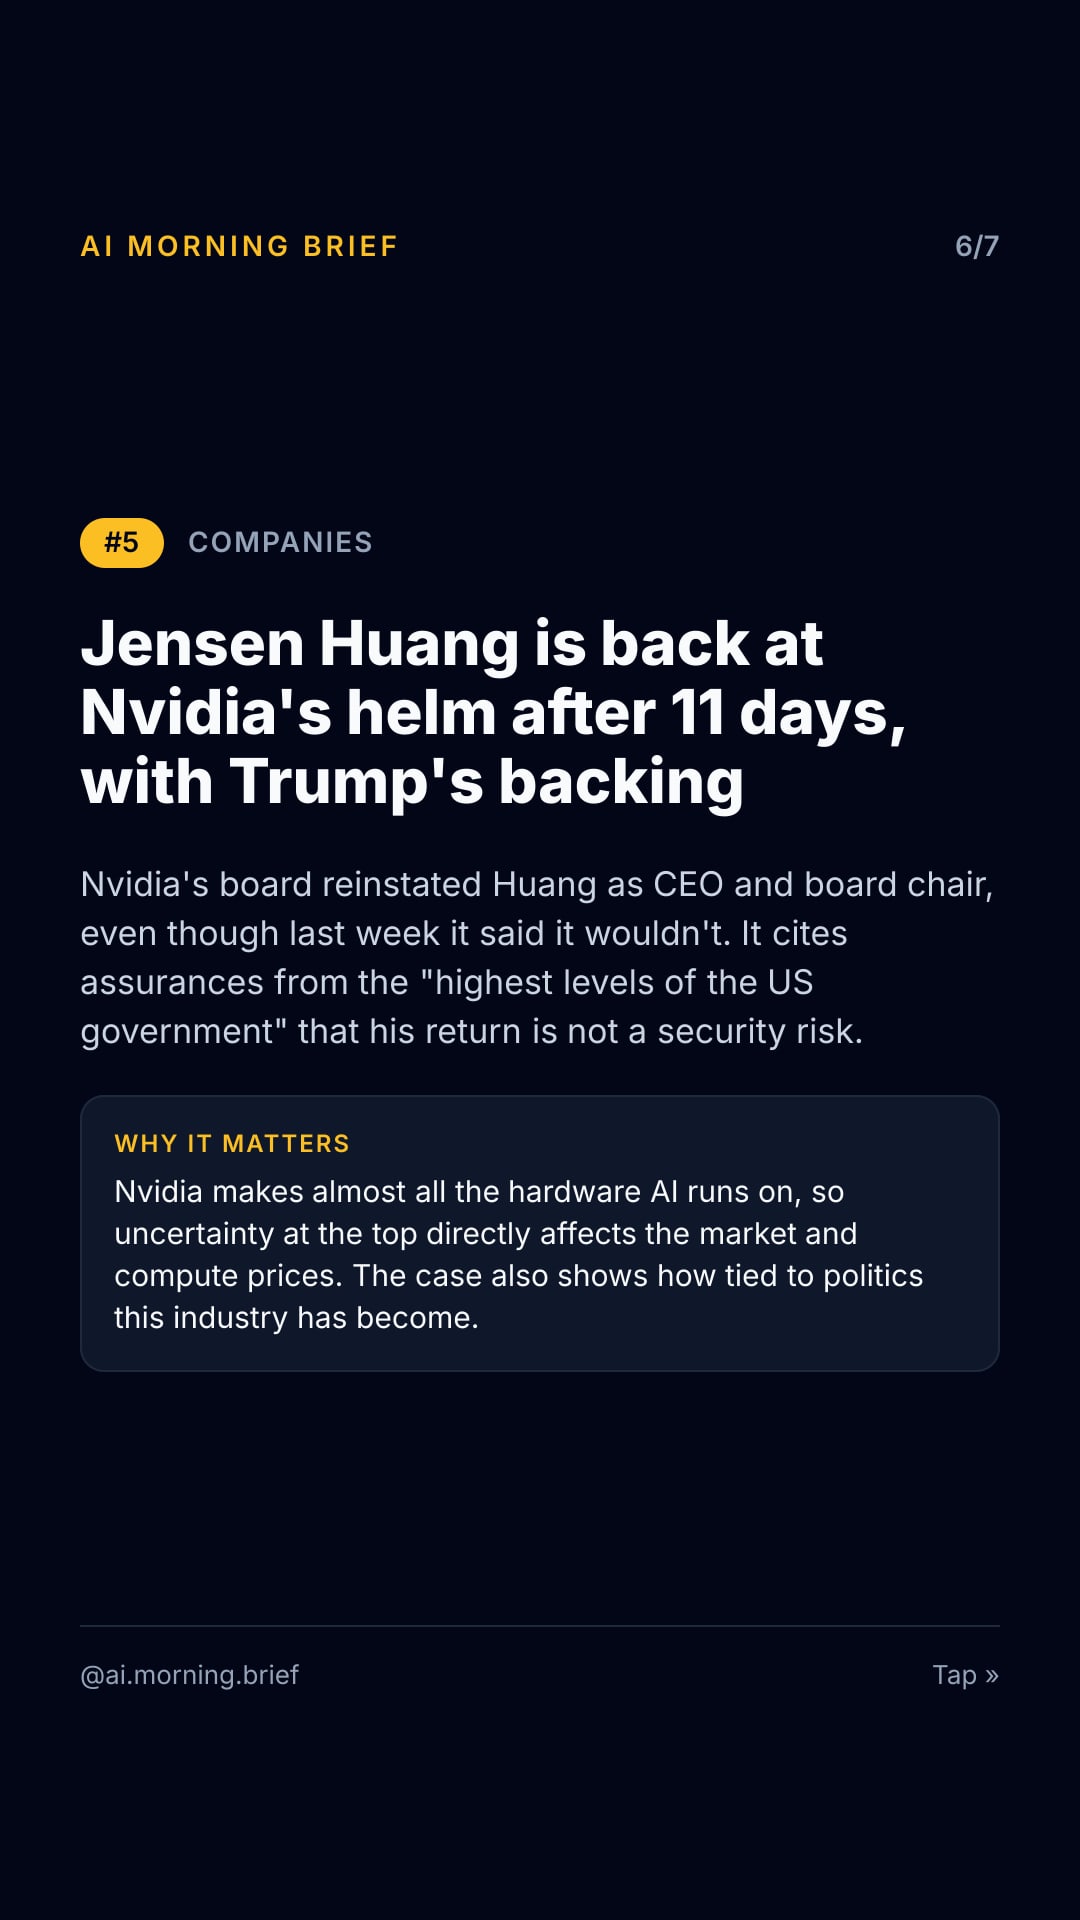 AI MORNING BRIEF
6/7
#5
COMPANIES
Jensen Huang is back at
Nvidia's helm after 11 days,
with Trump's backing
Nvidia's board reinstated Huang as CEO and board chair,
even though last week it said it wouldn't. It cites
assurances from the "highest levels of the US
government" that his return is not a security risk.
WHY IT MATTERS
Nvidia makes almost all the hardware AI runs on, so
uncertainty at the top directly affects the market and
compute prices. The case also shows how tied to politics
this industry has become.
@ai.morning.brief
Tap »